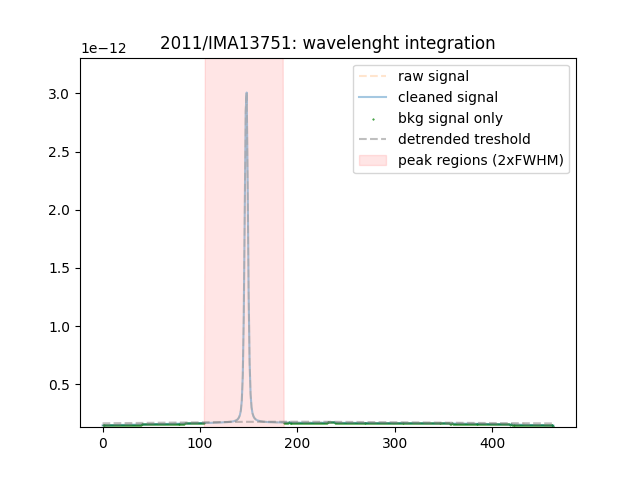 2011/IMA13751: wavelenght integration
1e−12
raw signal
cleaned signal
bkg signal only
detrended treshold
peak regions (2xFWHM)
3.0
2.5
2.0
1.5
1.0
0.5
0 100 200 300 400